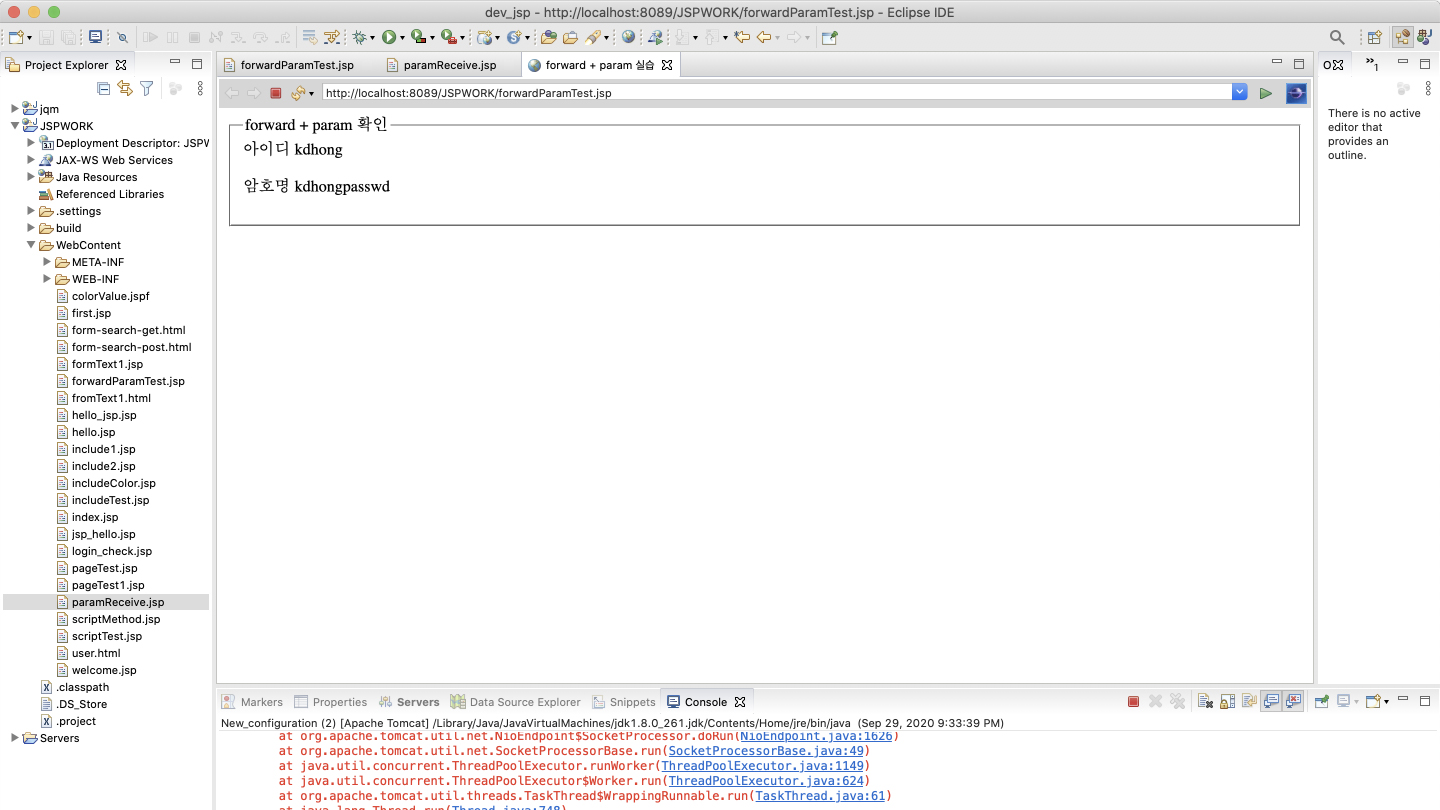 dev_jsp - http://localhost:8089/JSPWORK/forwardParamTest.jsp - Eclipse IDE
Project Explorer
forwardParamTest.jsp
paramReceive.jsp
forward + param 실습
O
1
http://localhost:8089/JSPWORK/forwardParamTest.jsp
jqm
JSPWORK
Deployment Descriptor: JSPW
JAX-WS Web Services
Java Resources
Referenced Libraries
.settings
build
WebContent
META-INF
WEB-INF
colorValue.jspf
first.jsp
form-search-get.html
form-search-post.html
formText1.jsp
forwardParamTest.jsp
fromText1.html
hello_jsp.jsp
hello.jsp
include1.jsp
include2.jsp
includeColor.jsp
includeTest.jsp
index.jsp
jsp_hello.jsp
login_check.jsp
pageTest.jsp
pageTest1.jsp
paramReceive.jsp
scriptMethod.jsp
scriptTest.jsp
user.html
welcome.jsp
.classpath
.DS_Store
.project
Servers
forward + param 확인
아이디 kdhong
암호명 kdhongpasswd
There is no active
editor that
provides an
outline.
Markers
Properties
Servers
Data Source Explorer
Snippets
Console
New_configuration (2) [Apache Tomcat] /Library/Java/JavaVirtualMachines/jdk1.8.0_261.jdk/Contents/Home/jre/bin/java (Sep 29, 2020 9:33:39 PM)
at org.apache.tomcat.util.net.NioEndpoint$SocketProcessor.doRun(NioEndpoint.java:1626)
at org.apache.tomcat.util.net.SocketProcessorBase.run(SocketProcessorBase.java:49)
at java.util.concurrent.ThreadPoolExecutor.runWorker(ThreadPoolExecutor.java:1149)
at java.util.concurrent.ThreadPoolExecutor$Worker.run(ThreadPoolExecutor.java:624)
at org.apache.tomcat.util.threads.TaskThread$WrappingRunnable.run(TaskThread.java:61)
at java.lang.Thread.run(Thread.java:748)